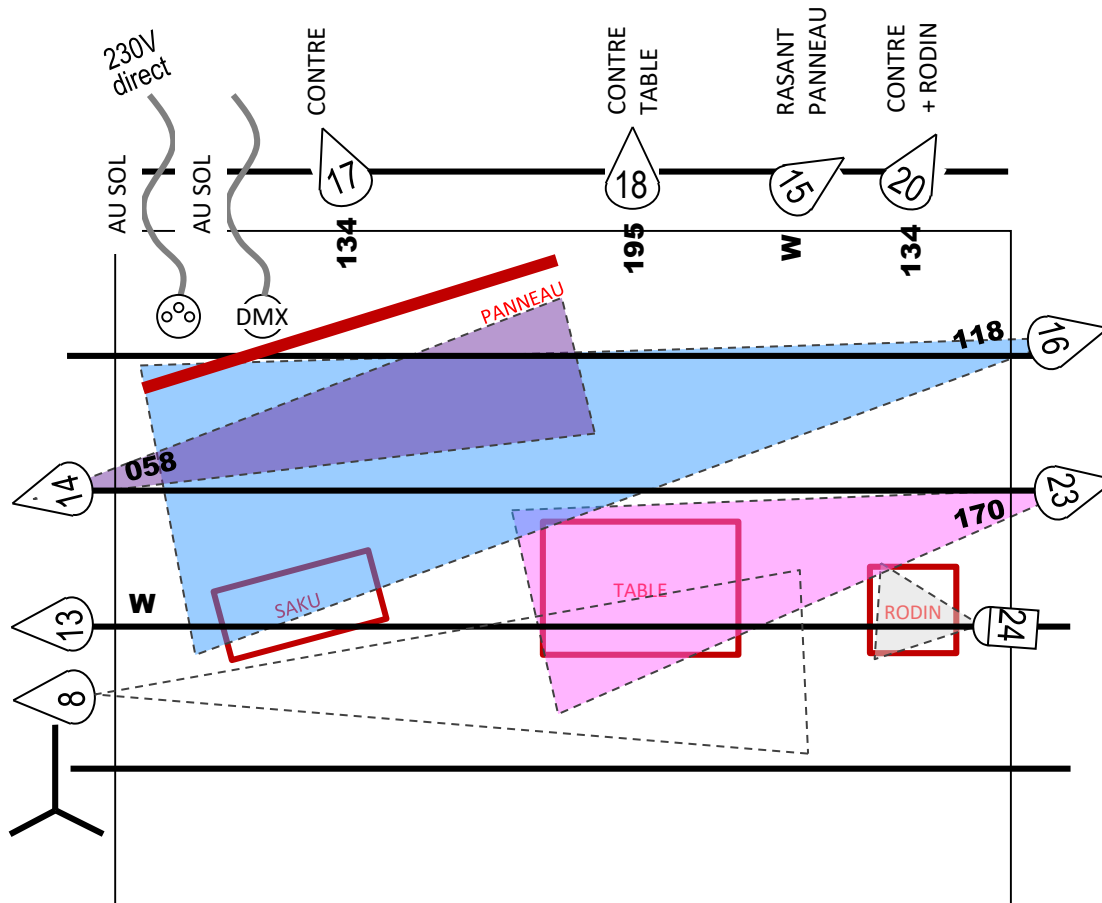 230V
direct
AU SOL
AU SOL
CONTRE
CONTRE
TABLE
RASANT
PANNEAU
CONTRE
+ RODIN
17
18
15
20
134
195
W
134
DMX
PANNEAU
118
16
058
14
23
170
SAKU
TABLE
RODIN
W
13
24
8